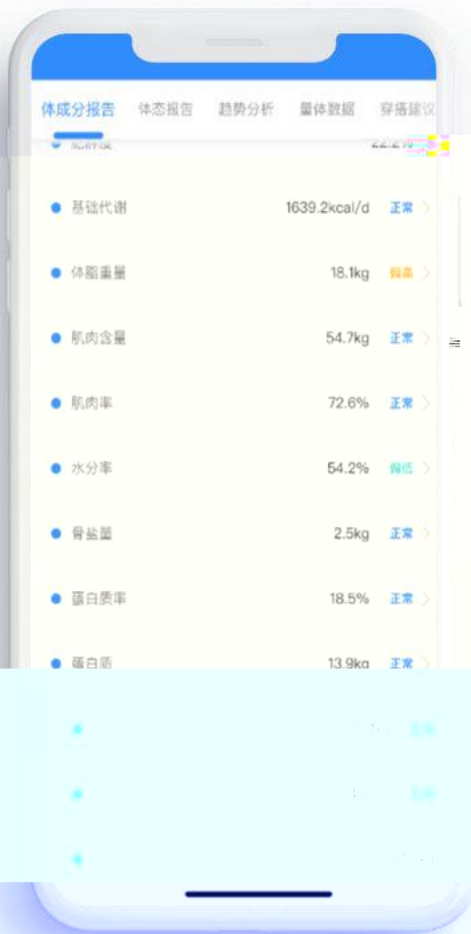 体成分报告 体态报告 趋势分析 量体数据 穿搭建议
基础代谢 1639.2kcal/d 正常
体脂重量 18.1kg 偏高
肌肉含量 54.7kg 正常
肌肉率 72.6% 正常
水分率 54.2% 偏低
骨盐量 2.5kg 正常
蛋白质率 18.5% 正常
蛋白质 13.9kg 正常